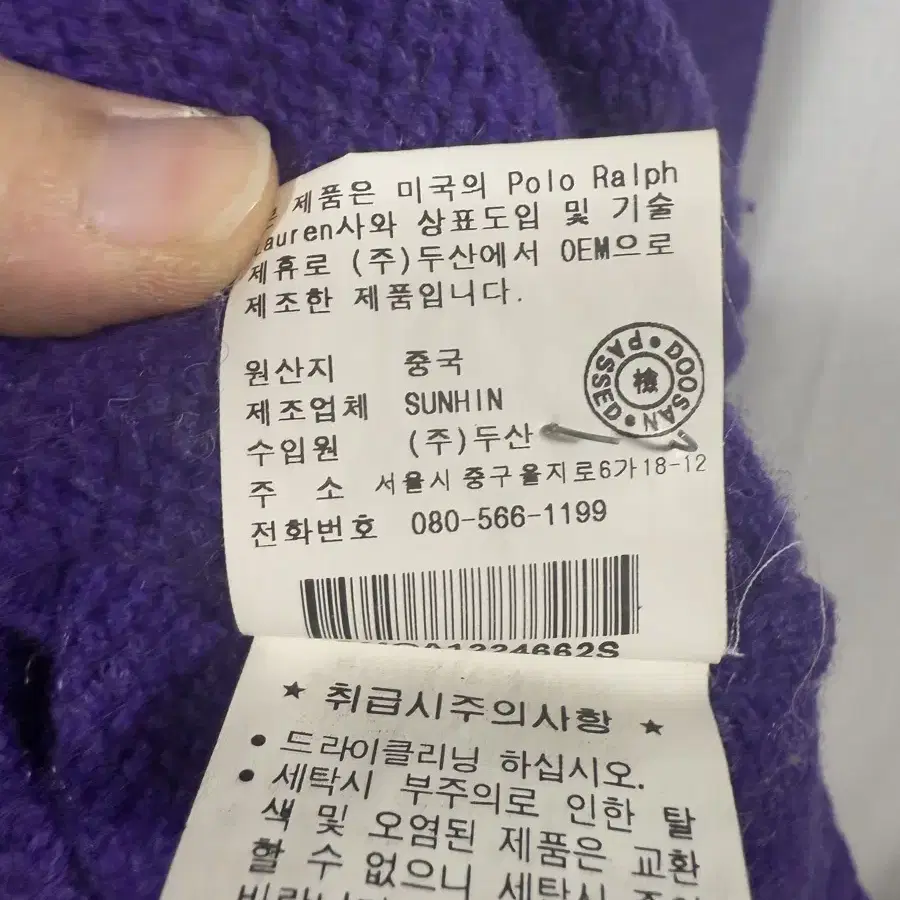 제품은 미국의 Polo Ralph
Lauren사와 상표도입 및 기술
제휴로 (주)두산에서 OEM으로
제조한 제품입니다.
원산지 중국
제조업체 SUNHIN
수입원 (주)두산
주 소 서울시 중구 을지로6가 18-12
전화번호 080-566-1199
DOOSAN • PASSED •
檢
★ 취급시주의사항 ★
• 드라이클리닝 하십시오.
• 세탁시 부주의로 인한 탈
색 및 오염된 제품은 교환
할 수 없으니 세탁시